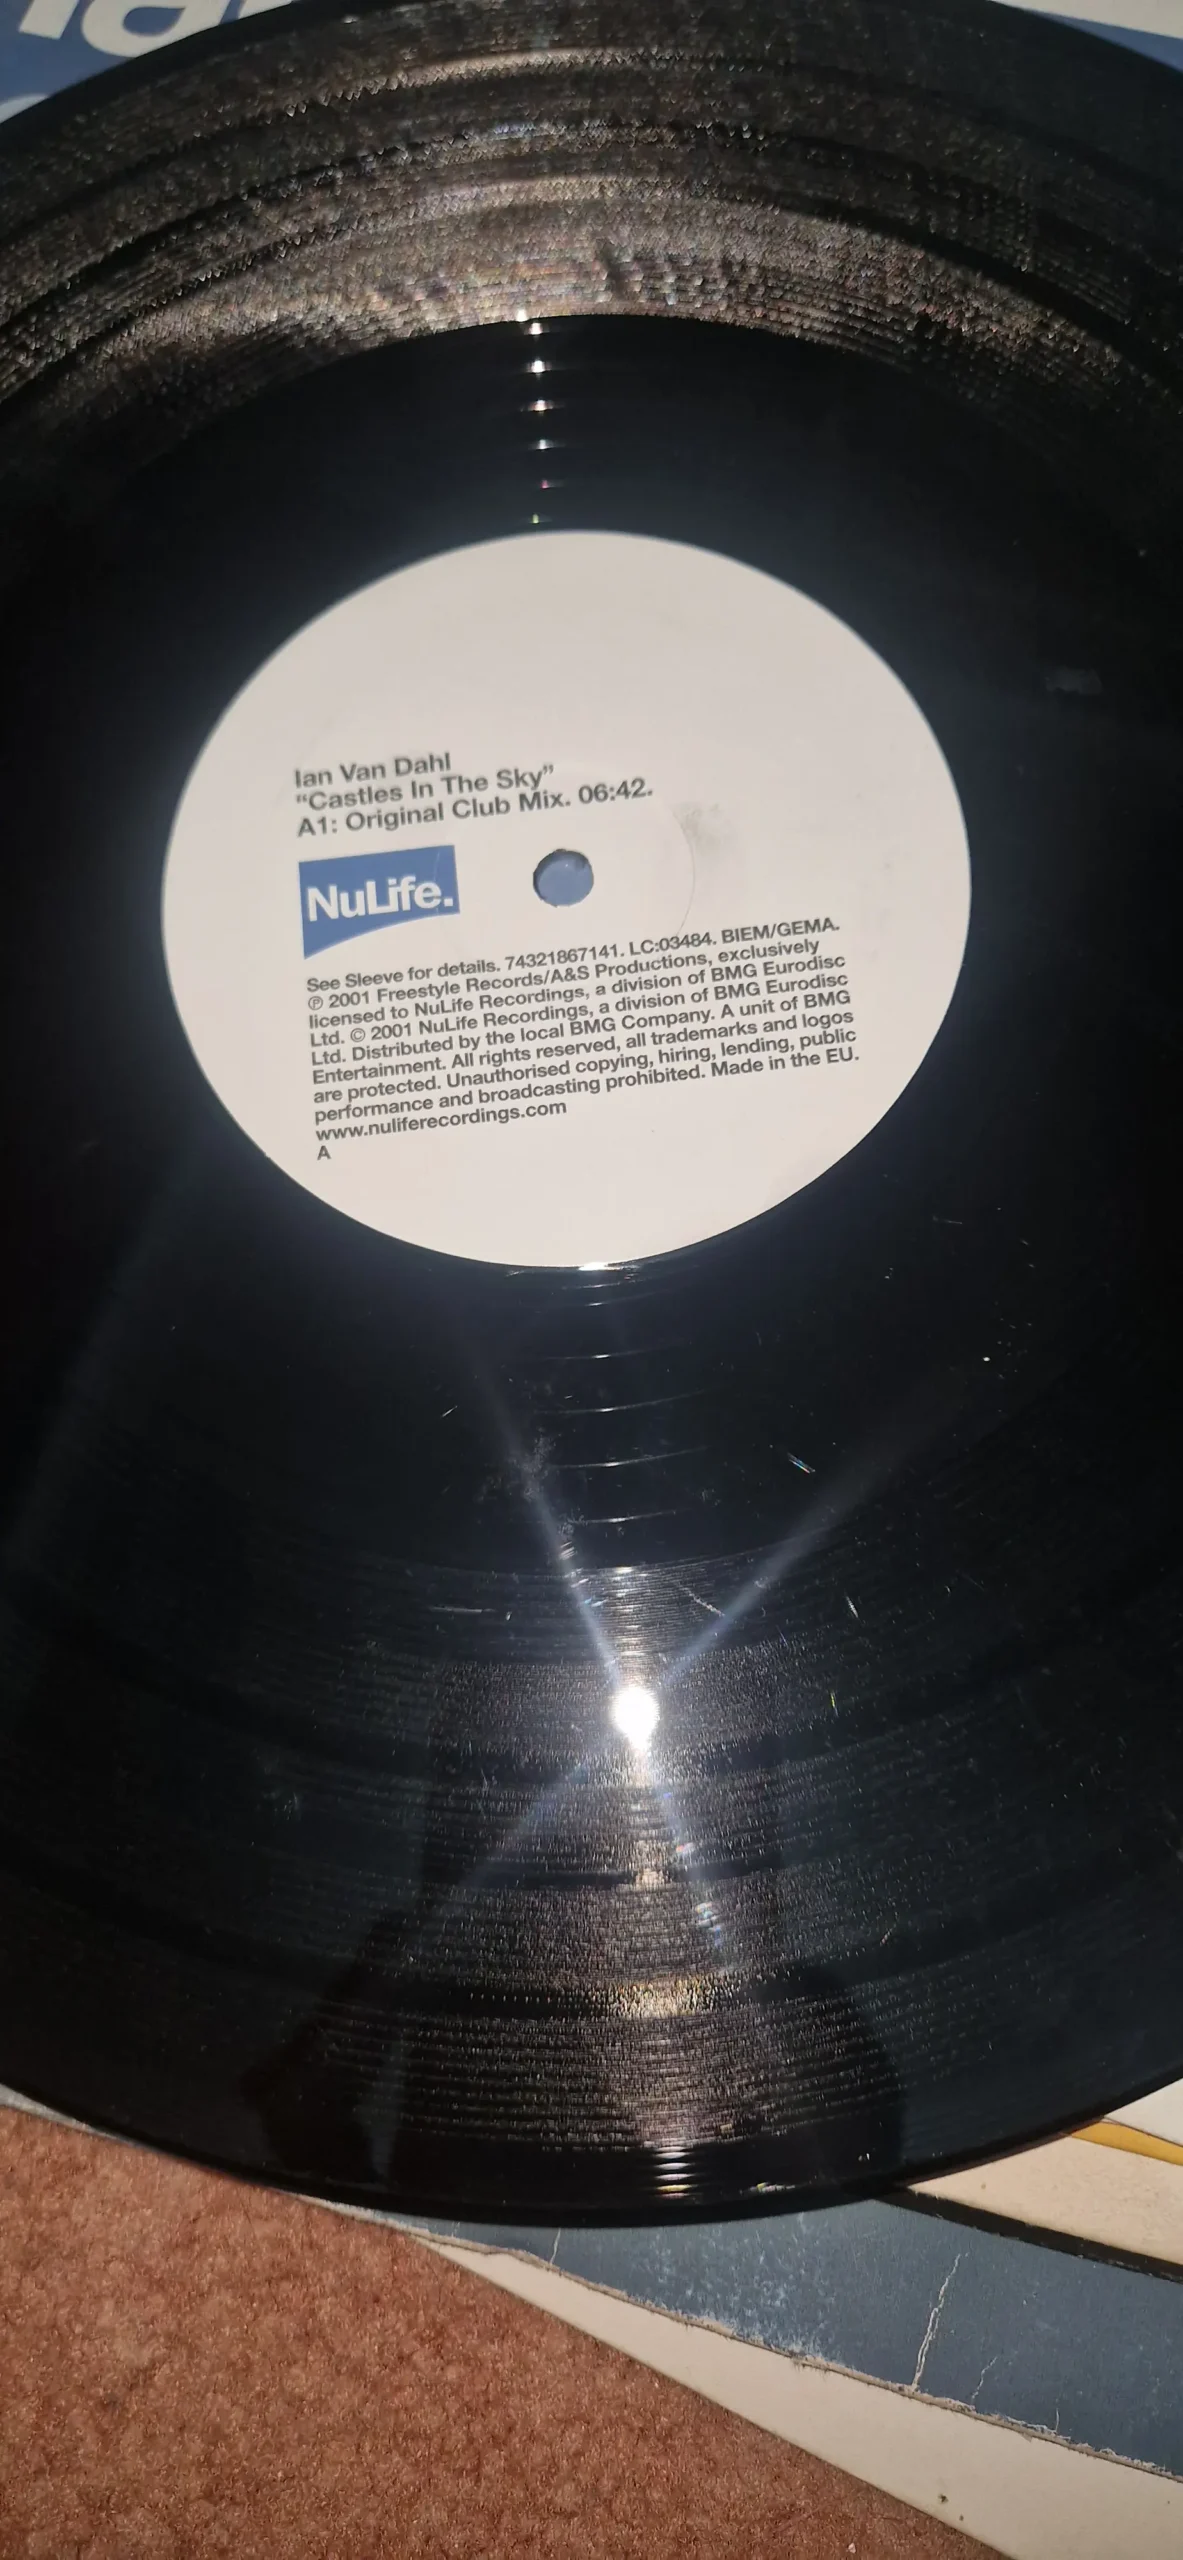 Ian Van Dahl
“Castles In The Sky”
A1: Original Club Mix. 06:42.
NuLife.
See Sleeve for details. 74321867141. LC:03484. BIEM/GEMA.
℗ 2001 Freestyle Records/A&S Productions, exclusively
licensed to NuLife Recordings, a division of BMG Eurodisc
Ltd. © 2001 NuLife Recordings, a division of BMG Eurodisc
Ltd. Distributed by the local BMG Company. A unit of BMG
Entertainment. All rights reserved, all trademarks and logos
are protected. Unauthorised copying, hiring, lending, public
performance and broadcasting prohibited. Made in the EU.
www.nuliferecordings.com
A